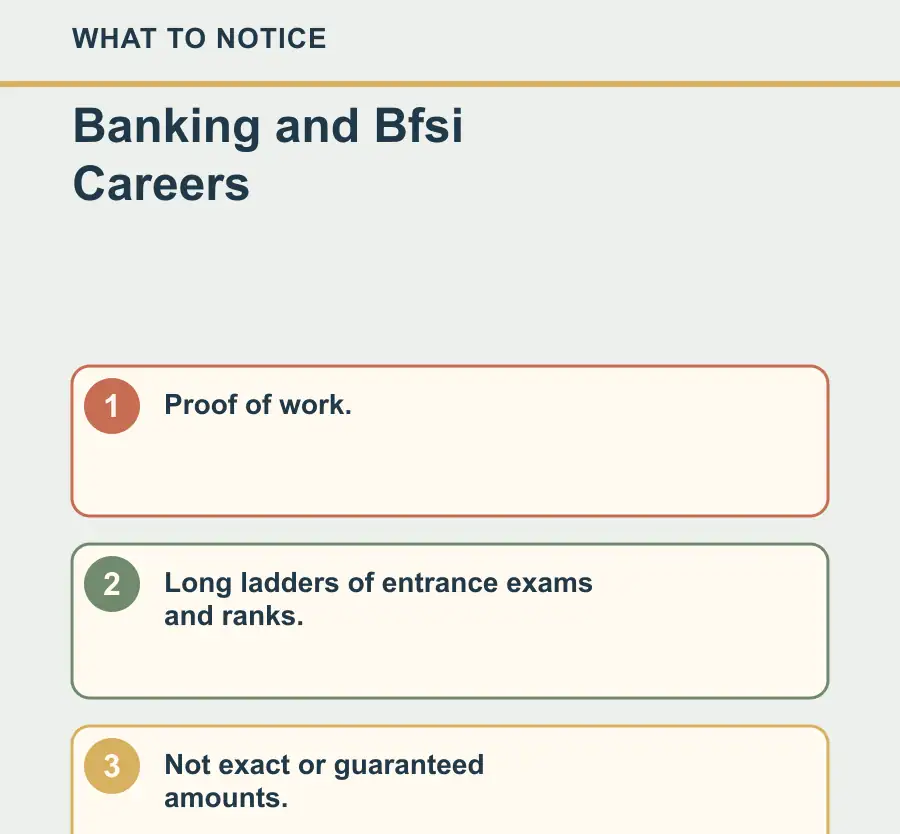 WHAT TO NOTICE
Banking and Bfsi
Careers
1
Proof of work.
2
Long ladders of entrance exams
and ranks.
3
Not exact or guaranteed
amounts.